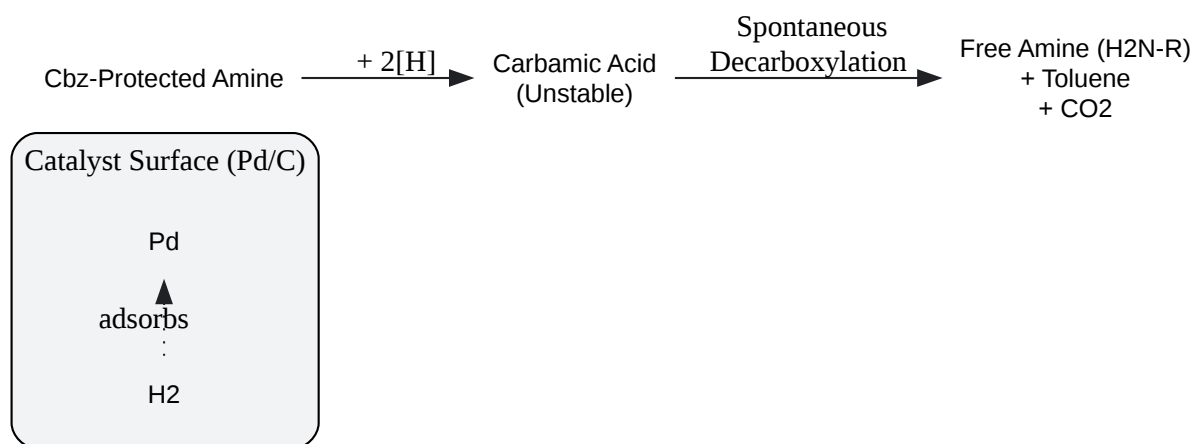 Cbz-Protected Amine
+ 2[H]
Carbamic Acid
(Unstable)
Spontaneous
Decarboxylation
Free Amine (H2N-R)
+ Toluene
+ CO2
Catalyst Surface (Pd/C)
Pd
adsorbs
H2